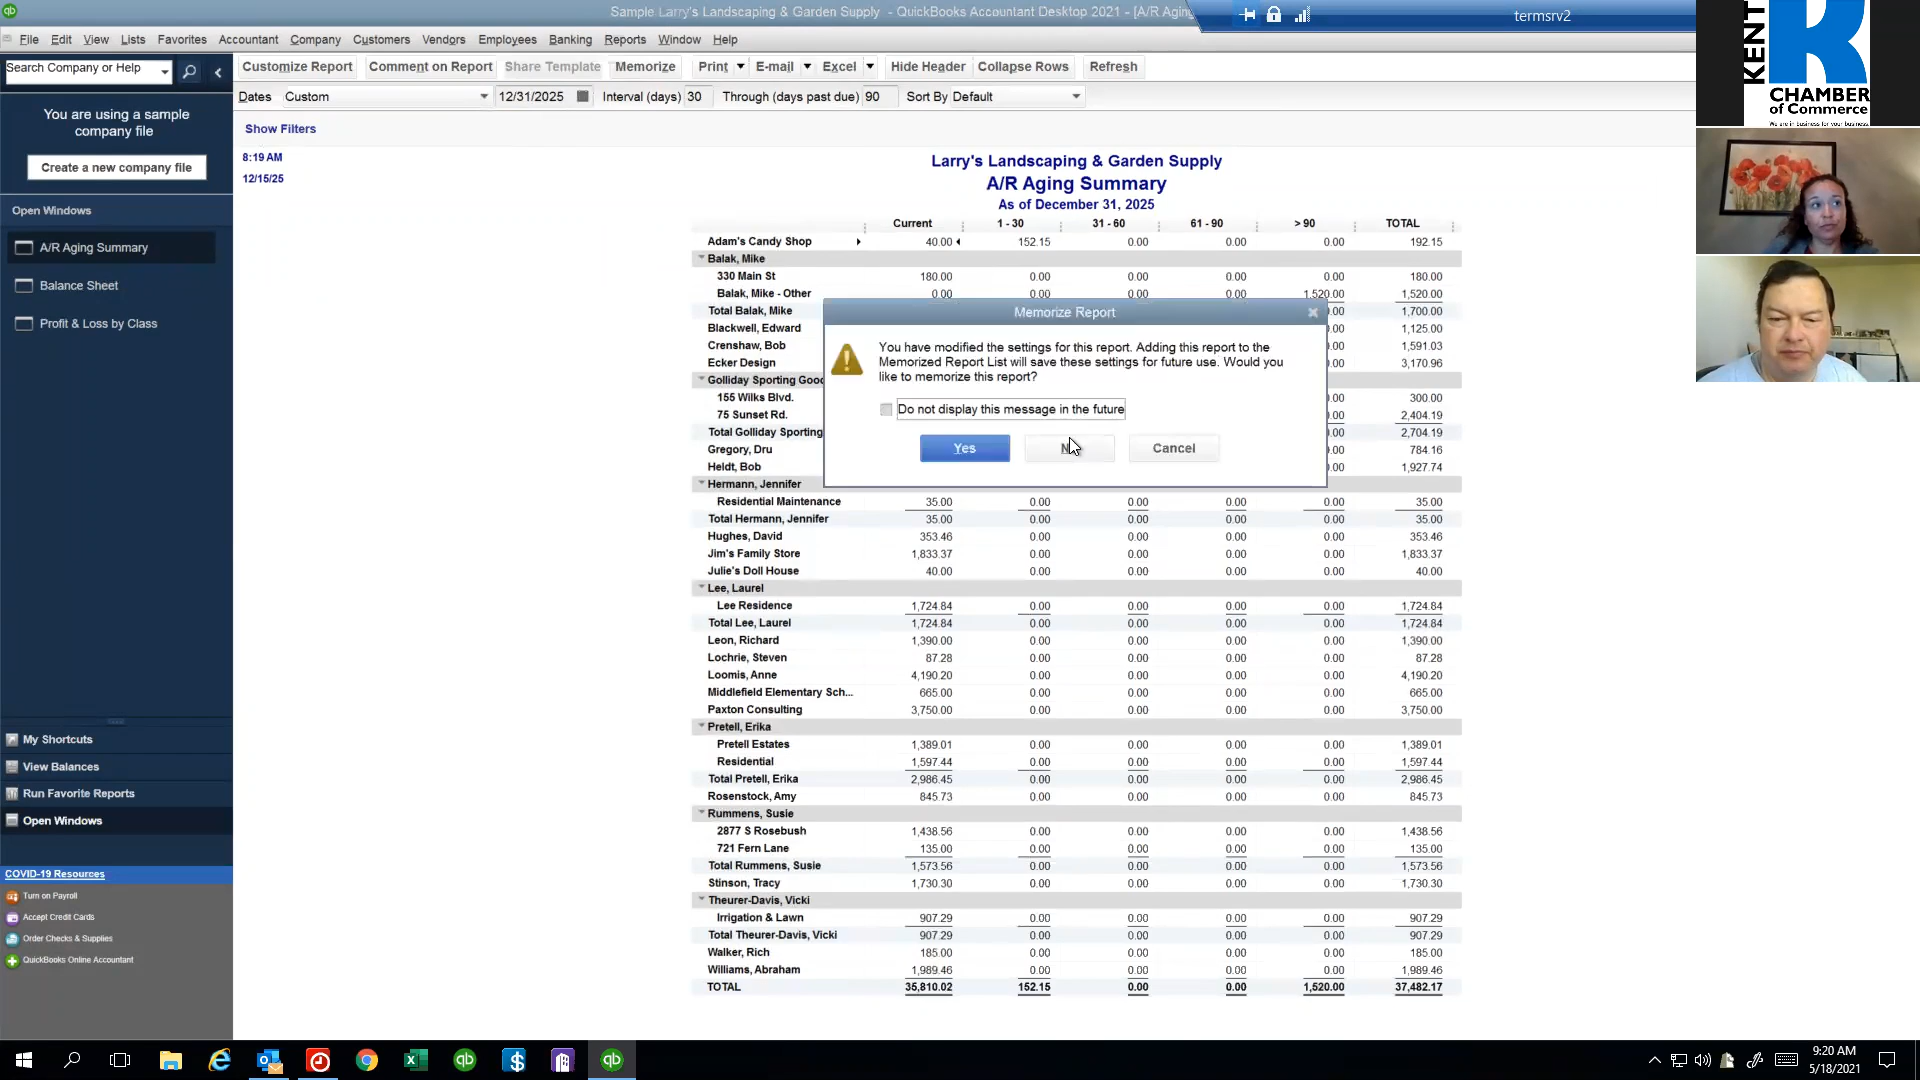 Sample Larry's Landscaping & Garden Supply - QuickBooks Accountant Desktop 2021 - [A/R Aging
termsrv2
File Edit View Lists Favorites Accountant Company Customers Vendors Employees Banking Reports Window Help
Search Company or Help
Customize Report Comment on Report Share Template Memorize Print E-mail Excel Hide Header Collapse Rows Refresh
Dates Custom 12/31/2025 Interval (days) 30 Through (days past due) 90 Sort By Default
You are using a sample
company file
Create a new company file
Open Windows
A/R Aging Summary
Balance Sheet
Profit & Loss by Class
My Shortcuts
View Balances
Run Favorite Reports
Open Windows
COVID-19 Resources
Turn on Payroll
Accept Credit Cards
Order Checks & Supplies
QuickBooks Online Accountant
Show Filters
8:19 AM
12/15/25
Larry's Landscaping & Garden Supply
A/R Aging Summary
As of December 31, 2025
Current 1 - 30 31 - 60 61 - 90 > 90 TOTAL
Adam's Candy Shop 40.00 152.15 0.00 0.00 0.00 192.15
Balak, Mike
330 Main St 180.00 0.00 0.00 0.00 0.00 180.00
Balak, Mike - Other 0.00 0.00 0.00 0.00 1,520.00 1,520.00
Total Balak, Mike 0.00 1,700.00
Blackwell, Edward 0.00 1,125.00
Crenshaw, Bob 0.00 1,591.03
Ecker Design 0.00 3,170.96
Golliday Sporting Good
155 Wilks Blvd. 0.00 300.00
75 Sunset Rd. 0.00 2,404.19
Total Golliday Sporting 0.00 2,704.19
Gregory, Dru 0.00 784.16
Heldt, Bob 0.00 1,927.74
Hermann, Jennifer
Residential Maintenance 35.00 0.00 0.00 0.00 0.00 35.00
Total Hermann, Jennifer 35.00 0.00 0.00 0.00 0.00 35.00
Hughes, David 353.46 0.00 0.00 0.00 0.00 353.46
Jim's Family Store 1,833.37 0.00 0.00 0.00 0.00 1,833.37
Julie's Doll House 40.00 0.00 0.00 0.00 0.00 40.00
Lee, Laurel
Lee Residence 1,724.84 0.00 0.00 0.00 0.00 1,724.84
Total Lee, Laurel 1,724.84 0.00 0.00 0.00 0.00 1,724.84
Leon, Richard 1,390.00 0.00 0.00 0.00 0.00 1,390.00
Lochrie, Steven 87.28 0.00 0.00 0.00 0.00 87.28
Loomis, Anne 4,190.20 0.00 0.00 0.00 0.00 4,190.20
Middlefield Elementary Sch... 665.00 0.00 0.00 0.00 0.00 665.00
Paxton Consulting 3,750.00 0.00 0.00 0.00 0.00 3,750.00
Pretell, Erika
Pretell Estates 1,389.01 0.00 0.00 0.00 0.00 1,389.01
Residential 1,597.44 0.00 0.00 0.00 0.00 1,597.44
Total Pretell, Erika 2,986.45 0.00 0.00 0.00 0.00 2,986.45
Rosenstock, Amy 845.73 0.00 0.00 0.00 0.00 845.73
Rummens, Susie
2877 S Rosebush 1,438.56 0.00 0.00 0.00 0.00 1,438.56
721 Fern Lane 135.00 0.00 0.00 0.00 0.00 135.00
Total Rummens, Susie 1,573.56 0.00 0.00 0.00 0.00 1,573.56
Stinson, Tracy 1,730.30 0.00 0.00 0.00 0.00 1,730.30
Theurer-Davis, Vicki
Irrigation & Lawn 907.29 0.00 0.00 0.00 0.00 907.29
Total Theurer-Davis, Vicki 907.29 0.00 0.00 0.00 0.00 907.29
Walker, Rich 185.00 0.00 0.00 0.00 0.00 185.00
Williams, Abraham 1,989.46 0.00 0.00 0.00 0.00 1,989.46
TOTAL 35,810.02 152.15 0.00 0.00 1,520.00 37,482.17
Memorize Report
You have modified the settings for this report. Adding this report to the
Memorized Report List will save these settings for future use. Would you
like to memorize this report?
Do not display this message in the future
Yes
Cancel
KENT
CHAMBER
of Commerce
We are in business for your business.
9:20 AM
5/18/2021